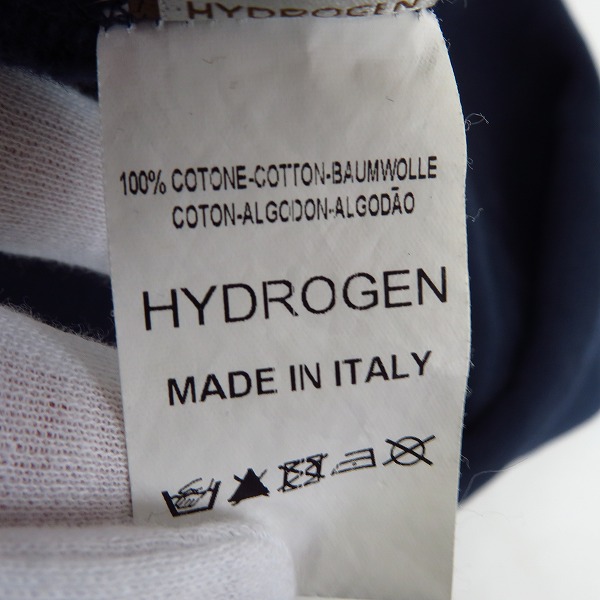 HYDROGEN
100% COTONE-COTTON-BAUMWOLLE
COTON-ALGODON-ALGODÃO
HYDROGEN
MADE IN ITALY